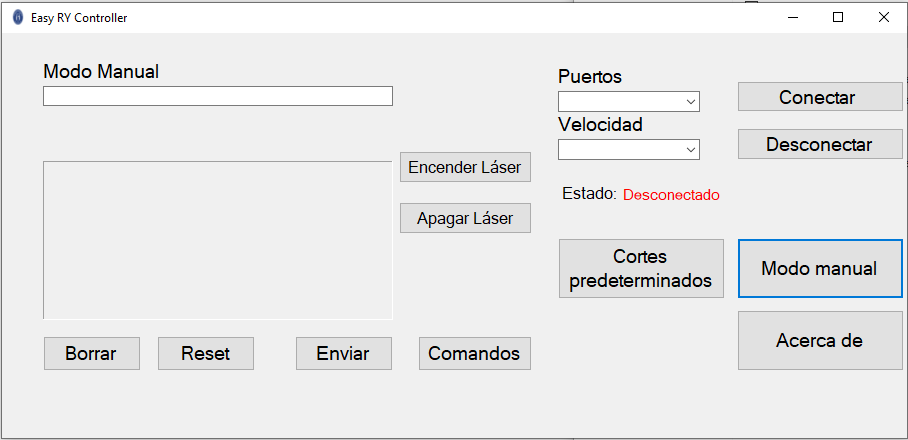 Easy RY Controller
Modo Manual
Puertos
Conectar
Velocidad
Desconectar
Encender Láser
Estado: Desconectado
Apagar Láser
Cortes
predeterminados
Modo manual
Acerca de
Borrar
Reset
Enviar
Comandos